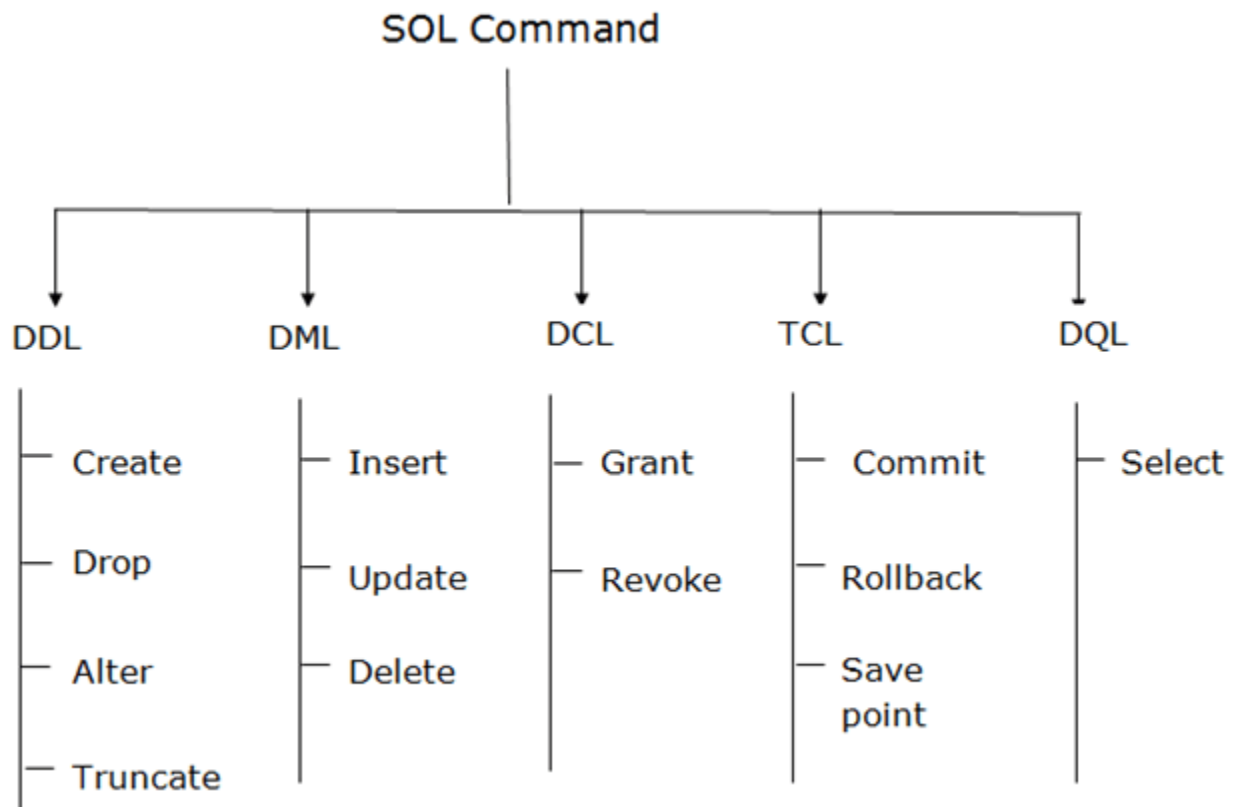 SOL Command
DDL
DML
DCL
TCL
DQL
Create
Drop
Alter
Truncate
Insert
Update
Delete
Grant
Revoke
Commit
Rollback
Save
point
Select